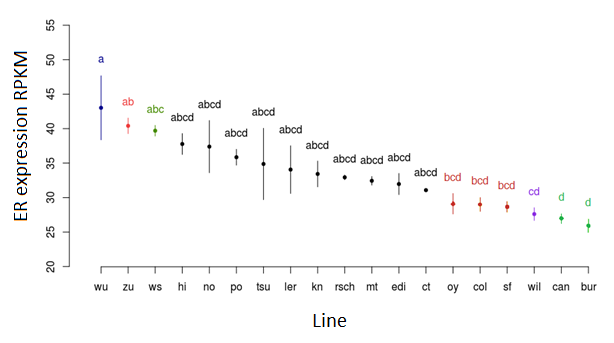 ER expression RPKM
55
50
45
40
35
30
25
20
a
ab
abc
abcd
abcd
abcd
abcd
abcd
abcd
abcd
abcd
abcd
abcd
bcd
bcd
bcd
cd
d
d
wu zu ws hi no po tsu ler kn rsch mt edi ct oy col sf wil can bur
Line